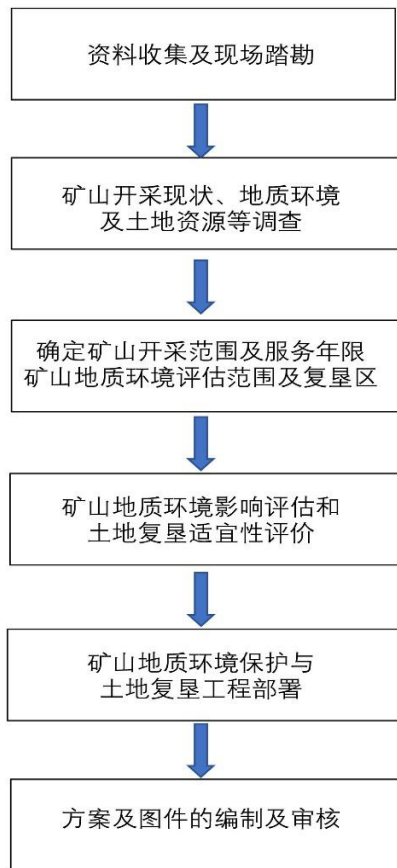 资料收集及现场踏勘
矿山开采现状、地质环境
及土地资源等调查
确定矿山开采范围及服务年限
矿山地质环境评估范围及复垦区
矿山地质环境影响评估和
土地复垦适宜性评价
矿山地质环境保护与
土地复垦工程部署
方案及图件的编制及审核